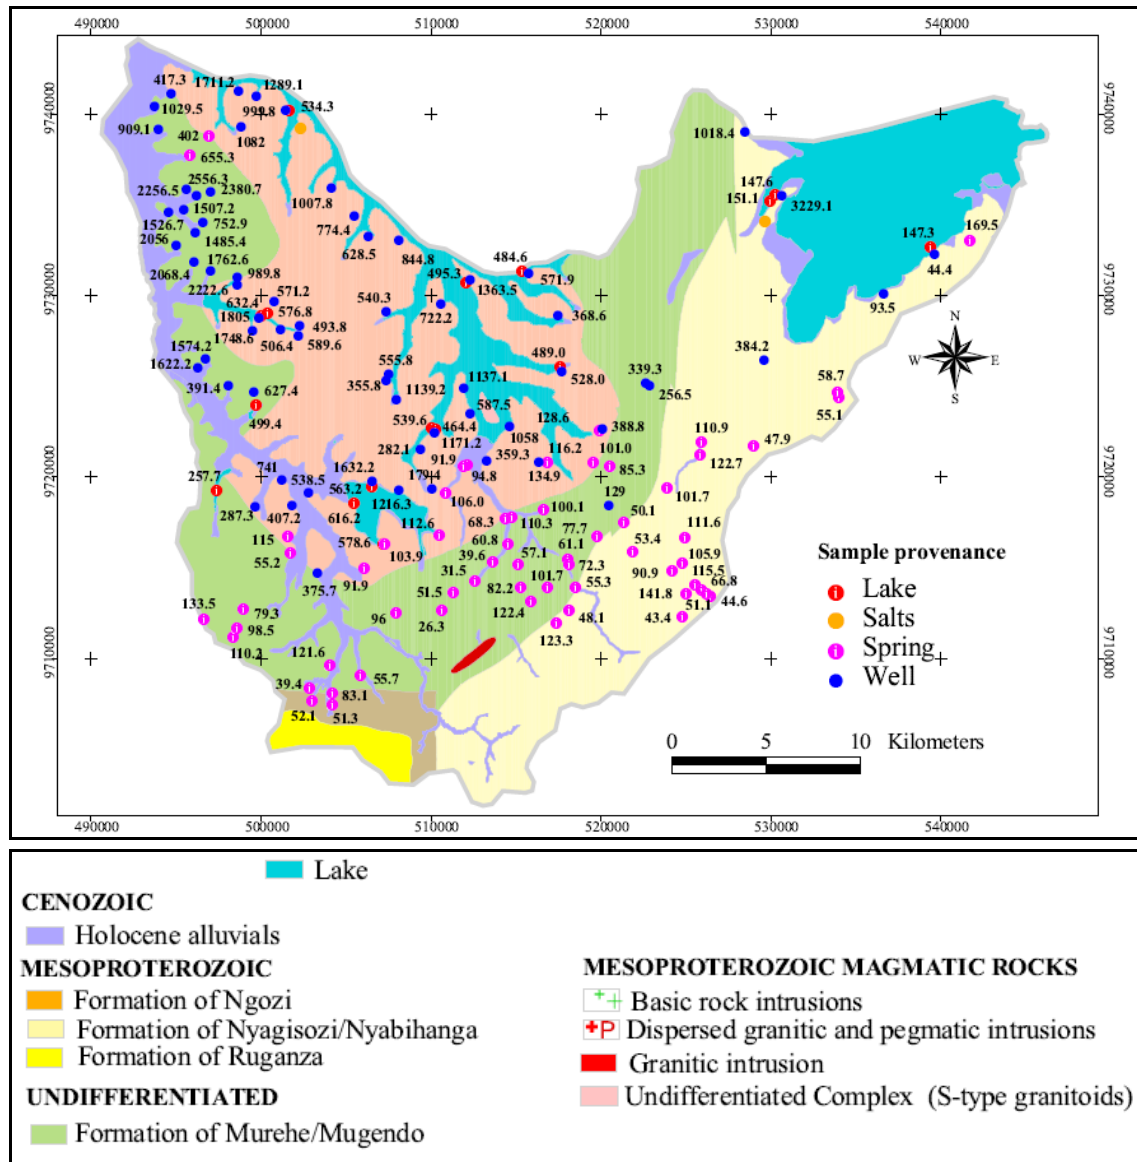 490000 500000 510000 520000 530000 540000
9740000 9740000
9730000 9730000
9720000 9720000
9710000 9710000
417.3 1711.2 1289.1
1029.5 999.8 534.3
909.1 402 1082
655.3
1018.4
2556.3
2256.5 2380.7
1007.8
147.6
151.1 3229.1
1507.2
1526.7 752.9
774.4
2056 1485.4
628.5 844.8
147.3 169.5
44.4
1762.6
2068.4 989.8
484.6
2222.6
495.3 1363.5 571.9
632.4 571.2
540.3
93.5
1805 576.8
722.2 368.6
493.8
1748.6 506.4 589.6
N
W E
S
1574.2
1622.2
384.2
555.8
489.0
391.4 627.4
355.8 1139.2 1137.1 528.0
339.3
256.5
58.7
55.1
499.4
587.5
539.6 464.4 128.6
388.8
1058
110.9 47.9
1171.2
282.1 91.9 359.3 116.2 101.0
122.7
257.7 741 1632.2
94.8 134.9 85.3
538.5 563.2 179.4
101.7
287.3 407.2 616.2 1216.3 106.0 100.1 129
112.6 68.3 110.3 50.1
115 578.6 103.9 60.8 77.7 111.6
55.2 39.6 57.1 61.1 53.4
105.9
375.7 91.9 31.5 101.7 72.3 90.9 115.5
51.5 82.2 55.3 66.8
141.8 51.1
133.5 79.3 96 26.3 122.4 48.1 44.6
98.5 43.4
110.2 123.3
121.6
55.7
39.4 83.1
52.1 51.3
Sample provenance
Lake
Salts
Spring
Well
0 5 10 Kilometers
490000 500000 510000 520000 530000 540000
Lake
CENOZOIC
Holocene alluvials
MESOPROTEROZOIC
Formation of Ngozi
Formation of Nyagisozi/Nyabihanga
Formation of Ruganza
UNDIFFERENTIATED
Formation of Murehe/Mugendo
MESOPROTEROZOIC MAGMATIC ROCKS
Basic rock intrusions
+P Dispersed granitic and pegmatic intrusions
Granitic intrusion
Undifferentiated Complex (S-type granitoids)